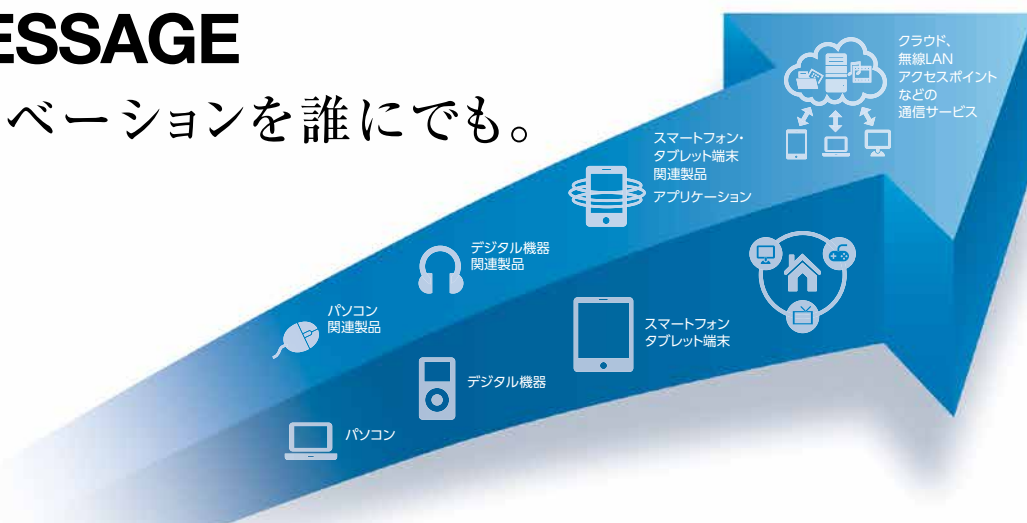 ESSAGE
ベーションを誰にでも。
クラウド、
無線LAN
アクセスポイント
などの
通信サービス
スマートフォン・
タブレット端末
関連製品
アプリケーション
デジタル機器
関連製品
パソコン
関連製品
スマートフォン
タブレット端末
デジタル機器
パソコン